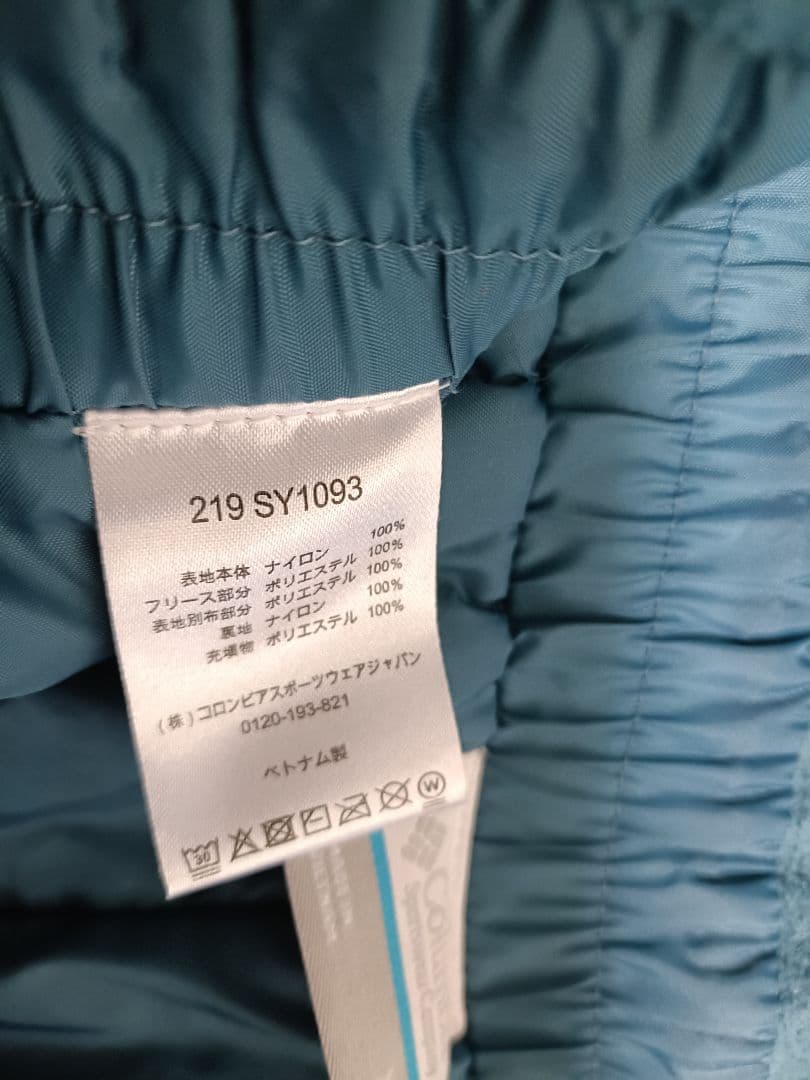 219 SY1093
表地本体 ナイロン 100%
フリース部分 ポリエステル 100%
表地別布部分 ポリエステル 100%
裏地 ナイロン 100%
充填物 ポリエステル 100%
(株)コロンビアスポーツウェアジャパン
0120-193-821
ベトナム製
30 W